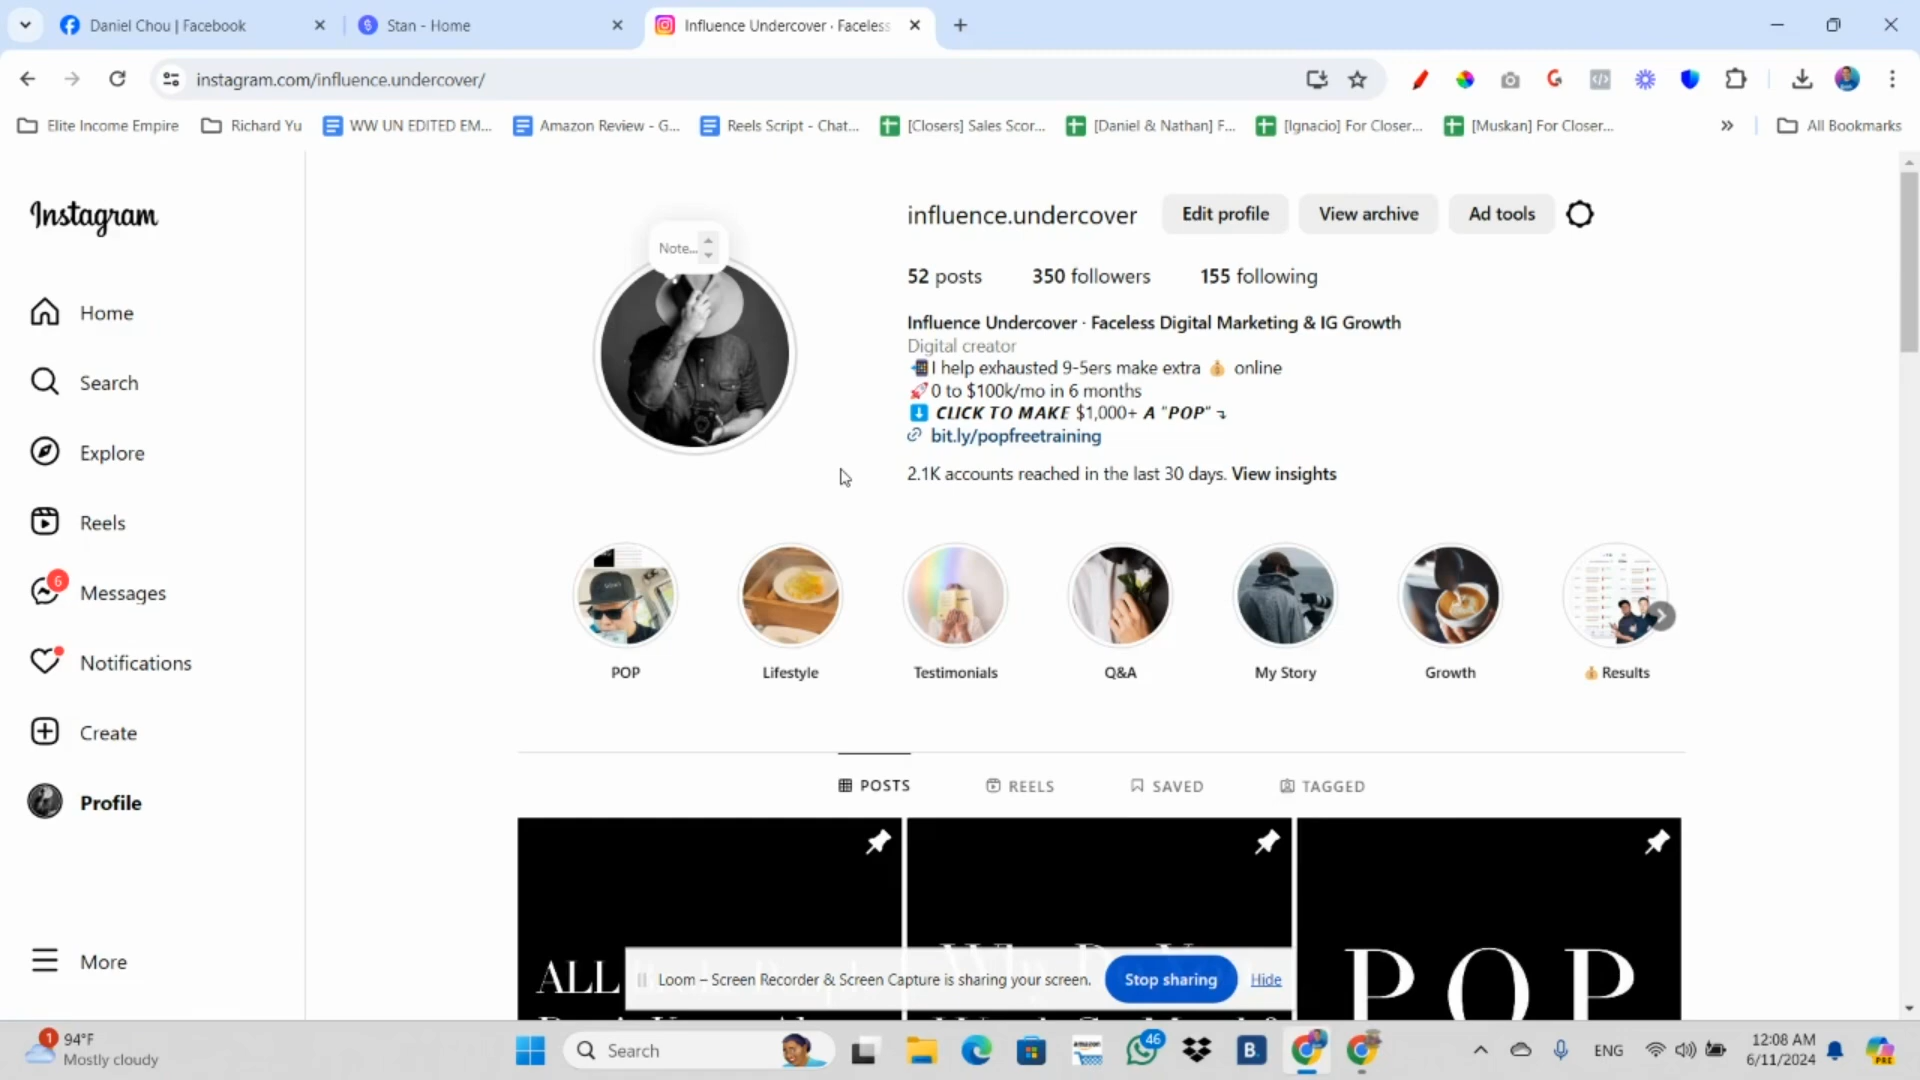 Daniel Chou | Facebook
Stan - Home
Influence Undercover · Faceless
instagram.com/influence.undercover/
Elite Income Empire
Richard Yu
WW UN EDITED EM...
Amazon Review - G...
Reels Script - Chat...
[Closers] Sales Scor...
[Daniel & Nathan] F...
[Ignacio] For Closer...
[Muskan] For Closer...
All Bookmarks
Instagram
Home
Search
Explore
Reels
6
Messages
Notifications
Create
Profile
More
Note...
influence.undercover
Edit profile
View archive
Ad tools
52 posts
350 followers
155 following
Influence Undercover · Faceless Digital Marketing & IG Growth
Digital creator
📲I help exhausted 9-5ers make extra 💰 online
🚀0 to $100k/mo in 6 months
⬇️ CLICK TO MAKE $1,000+ A "POP" ⤵
bit.ly/popfreetraining
2.1K accounts reached in the last 30 days. View insights
POP
Lifestyle
Testimonials
Q&A
My Story
Growth
💰 Results
POSTS
REELS
SAVED
TAGGED
ALL
POP
Loom – Screen Recorder & Screen Capture is sharing your screen.
Stop sharing
Hide
1
94°F
Mostly cloudy
Search
amazon
46
B.
ENG
12:08 AM
6/11/2024
PRE